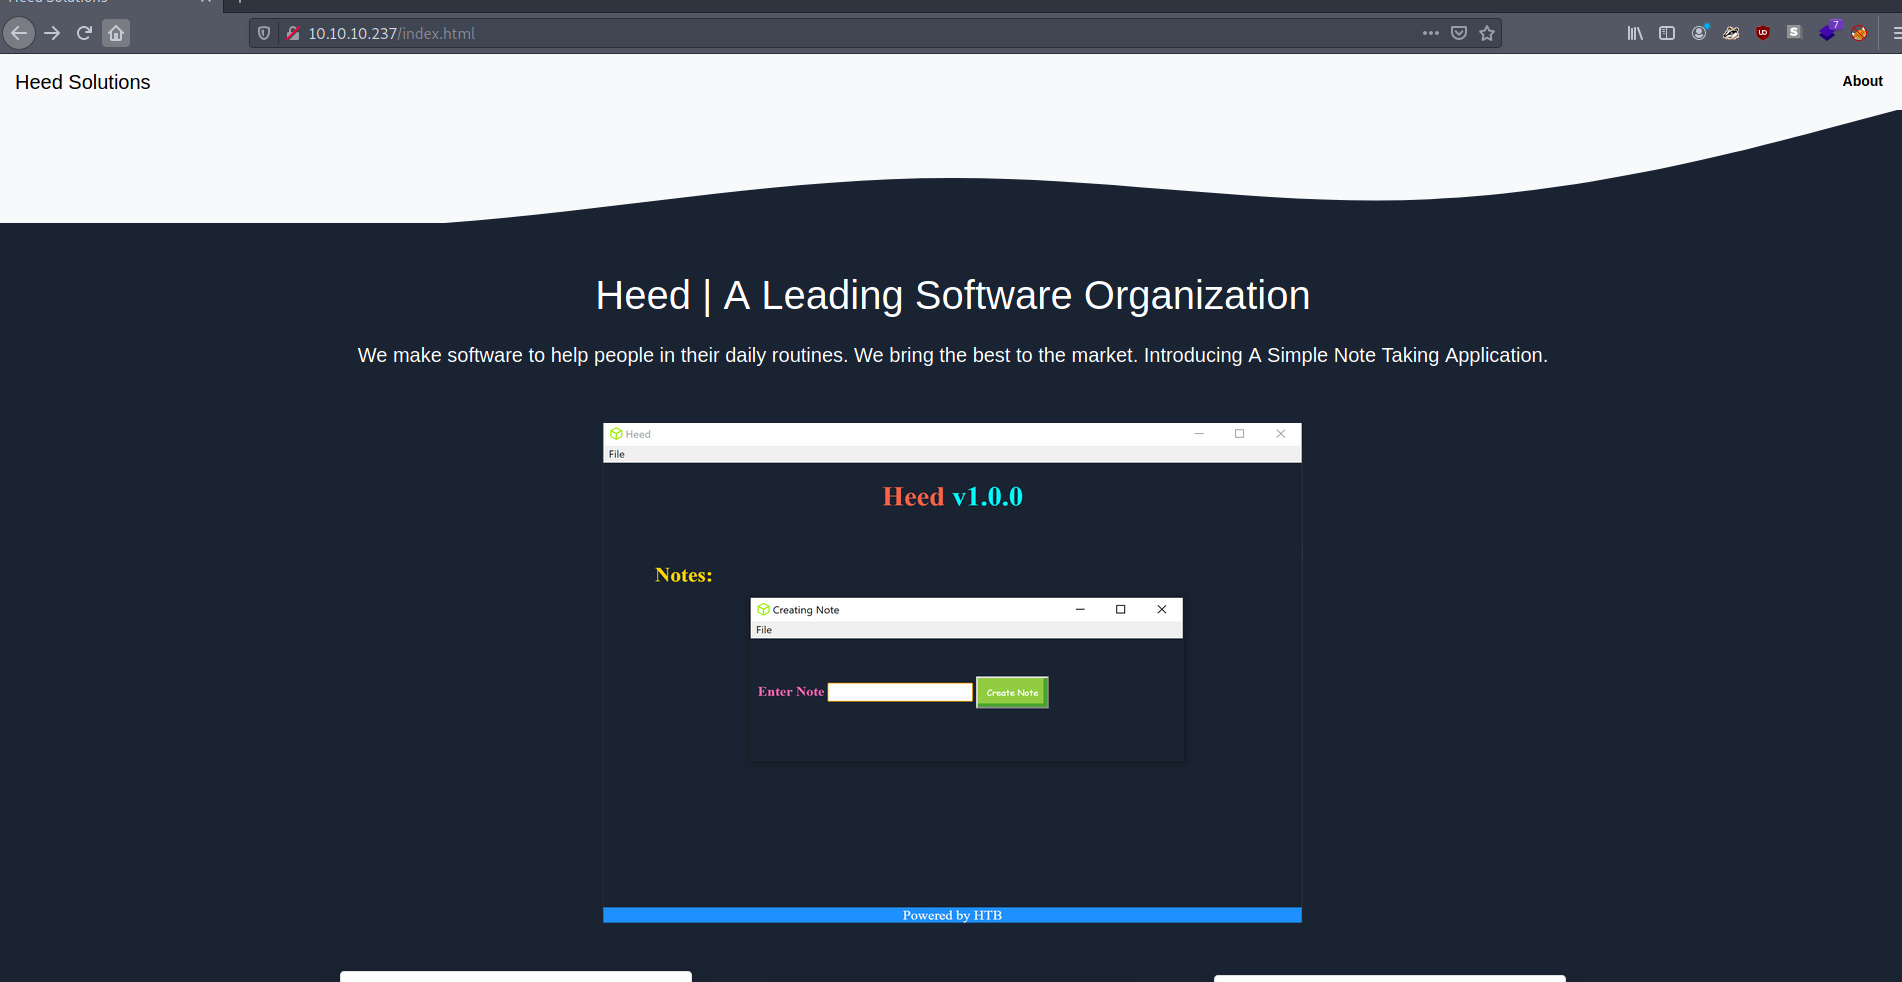 10.10.10.237/index.html
7
Heed Solutions
About
Heed | A Leading Software Organization
We make software to help people in their daily routines. We bring the best to the market. Introducing A Simple Note Taking Application.
Heed
File
Heed v1.0.0
Notes:
Creating Note
File
Enter Note
Create Note
Powered by HTB